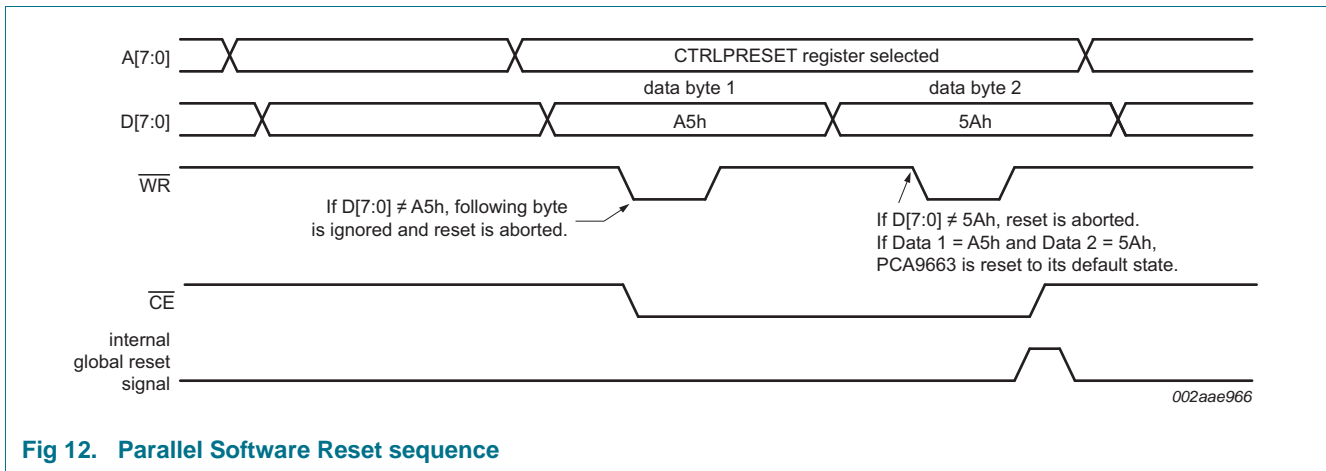 A[7:0]
CTRLPRESET register selected
data byte 1
data byte 2
D[7:0]
A5h
5Ah
WR
If D[7:0] ≠ A5h, following byte
is ignored and reset is aborted.
If D[7:0] ≠ 5Ah, reset is aborted.
If Data 1 = A5h and Data 2 = 5Ah,
PCA9663 is reset to its default state.
CE
internal
global reset
signal
002aae966
Fig 12. Parallel Software Reset sequence